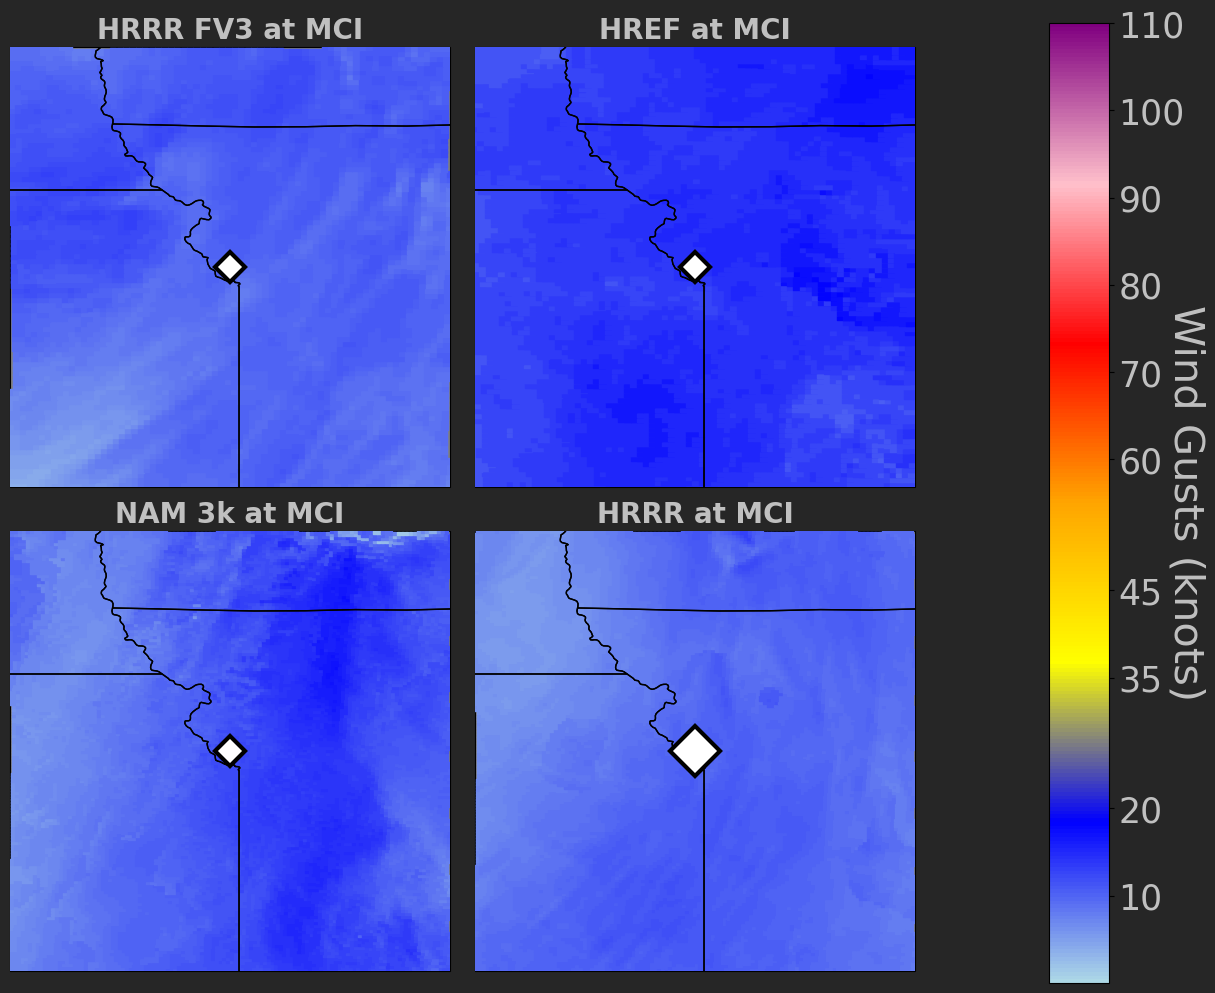 HRRR FV3 at MCI
HREF at MCI
NAM 3k at MCI
HRRR at MCI
110
100
90
80
70
60
45
35
20
10
Wind Gusts (knots)